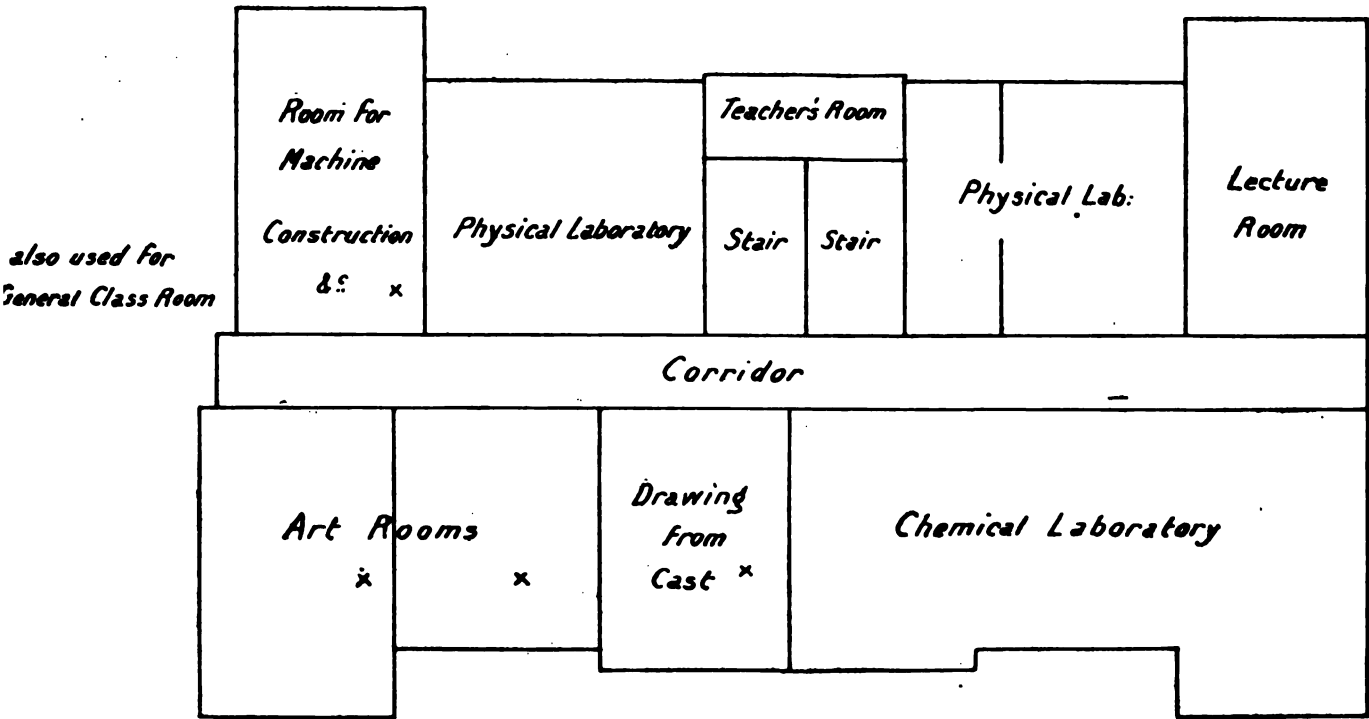 Room for
Machine
Construction
&c x
also used for
General Class Room
Physical Laboratory
Teacher's Room
Stair
Stair
Physical Lab:
Lecture
Room
Corridor
Art Rooms
x
x
Drawing
from
Cast x
Chemical Laboratory